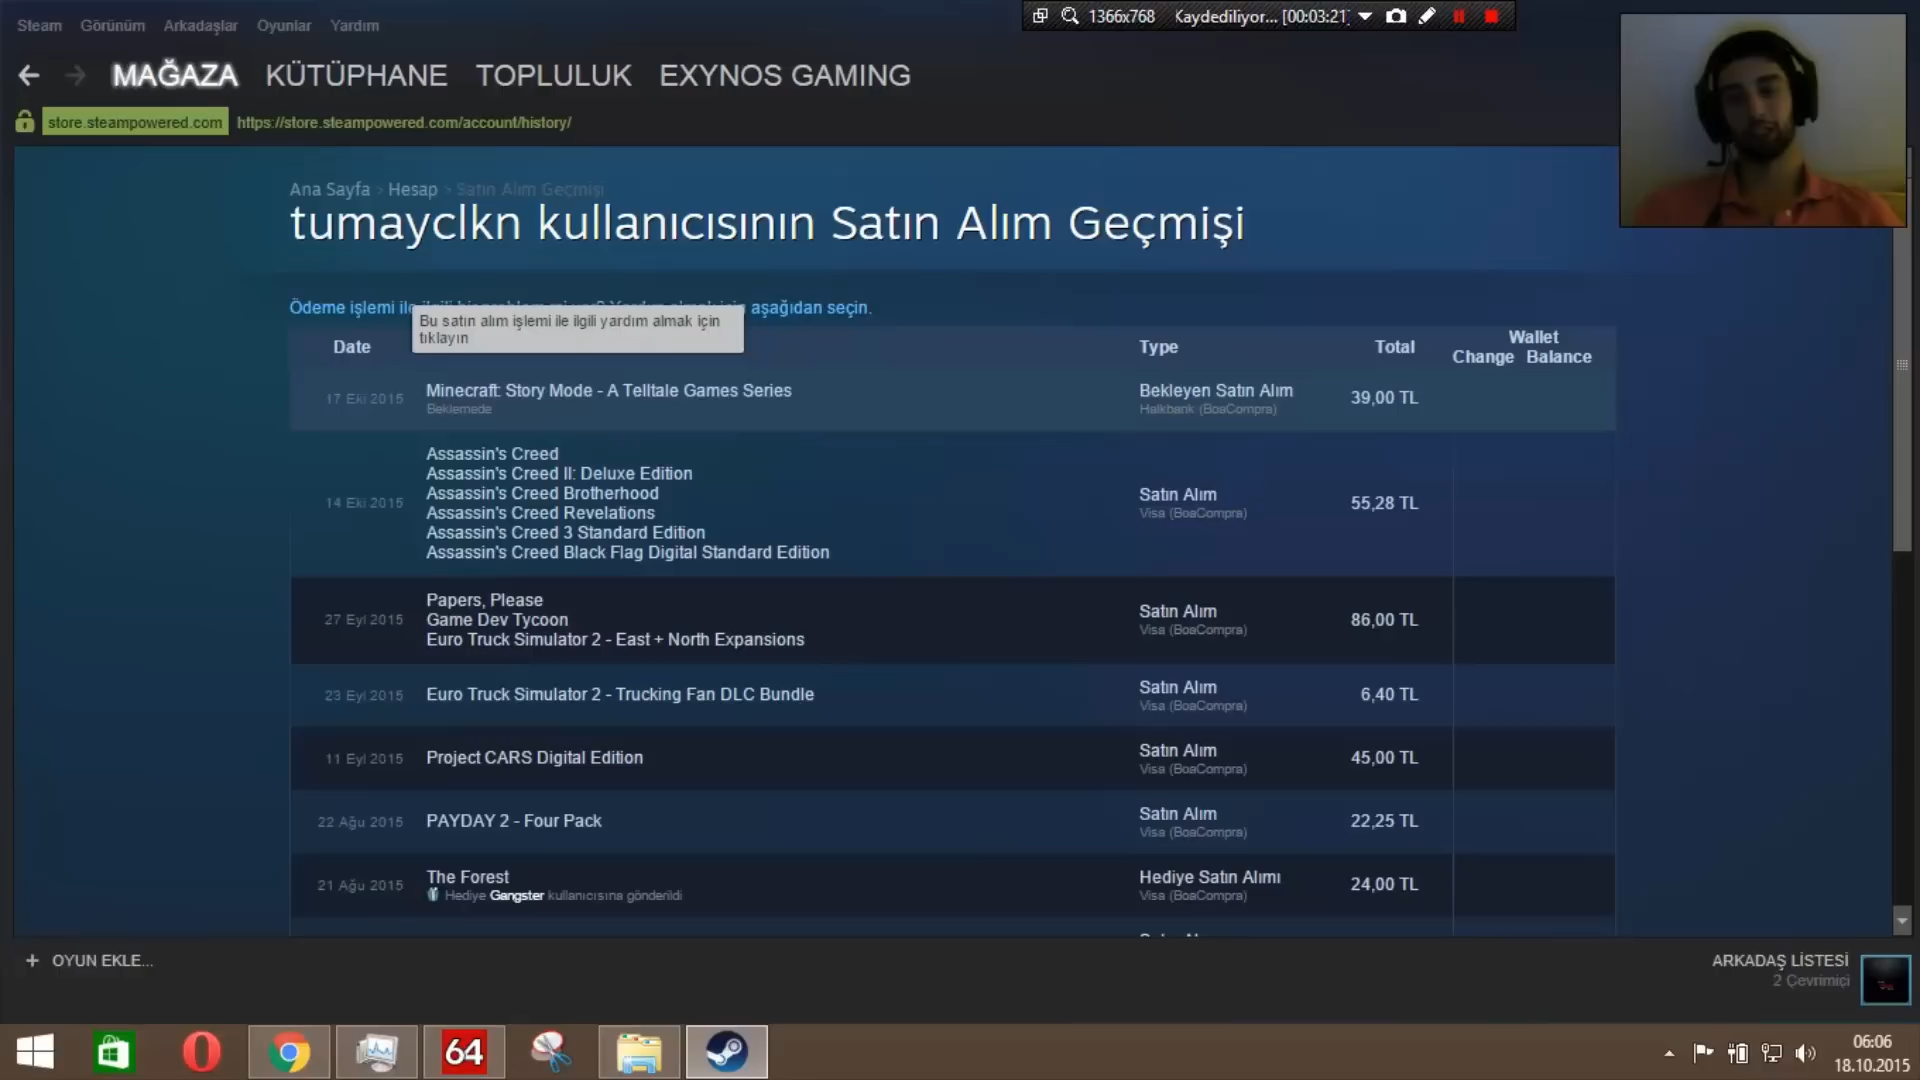 Steam Görünüm Arkadaşlar Oyunlar Yardım
1366x768 Kaydediliyor... [00:03:21]
MAĞAZA KÜTÜPHANE TOPLULUK EXYNOS GAMING
store.steampowered.com https://store.steampowered.com/account/history/
Ana Sayfa > Hesap > Satın Alım Geçmişi
tumayclkn kullanıcısının Satın Alım Geçmişi
Ödeme işlemi ile aşağıdan seçin.
Bu satın alım işlemi ile ilgili yardım almak için
tıklayın
Date Type Total Wallet
Change Balance
17 Eki 2015 Minecraft: Story Mode - A Telltale Games Series Bekleyen Satın Alım 39,00 TL
Beklemede Halkbank (BoaCompra)
Assassin's Creed
Assassin's Creed II: Deluxe Edition
Assassin's Creed Brotherhood
Assassin's Creed Revelations
Assassin's Creed 3 Standard Edition
Assassin's Creed Black Flag Digital Standard Edition
14 Eki 2015 Satın Alım 55,28 TL
Visa (BoaCompra)
Papers, Please
Game Dev Tycoon
Euro Truck Simulator 2 - East + North Expansions
27 Eyl 2015 Satın Alım 86,00 TL
Visa (BoaCompra)
23 Eyl 2015 Euro Truck Simulator 2 - Trucking Fan DLC Bundle Satın Alım 6,40 TL
Visa (BoaCompra)
11 Eyl 2015 Project CARS Digital Edition Satın Alım 45,00 TL
Visa (BoaCompra)
22 Ağu 2015 PAYDAY 2 - Four Pack Satın Alım 22,25 TL
Visa (BoaCompra)
21 Ağu 2015 The Forest Hediye Satın Alımı 24,00 TL
Hediye Gangster kullanıcısına gönderildi Visa (BoaCompra)
+ OYUN EKLE...
ARKADAŞ LİSTESİ
2 Çevrimiçi
64
06:06
18.10.2015